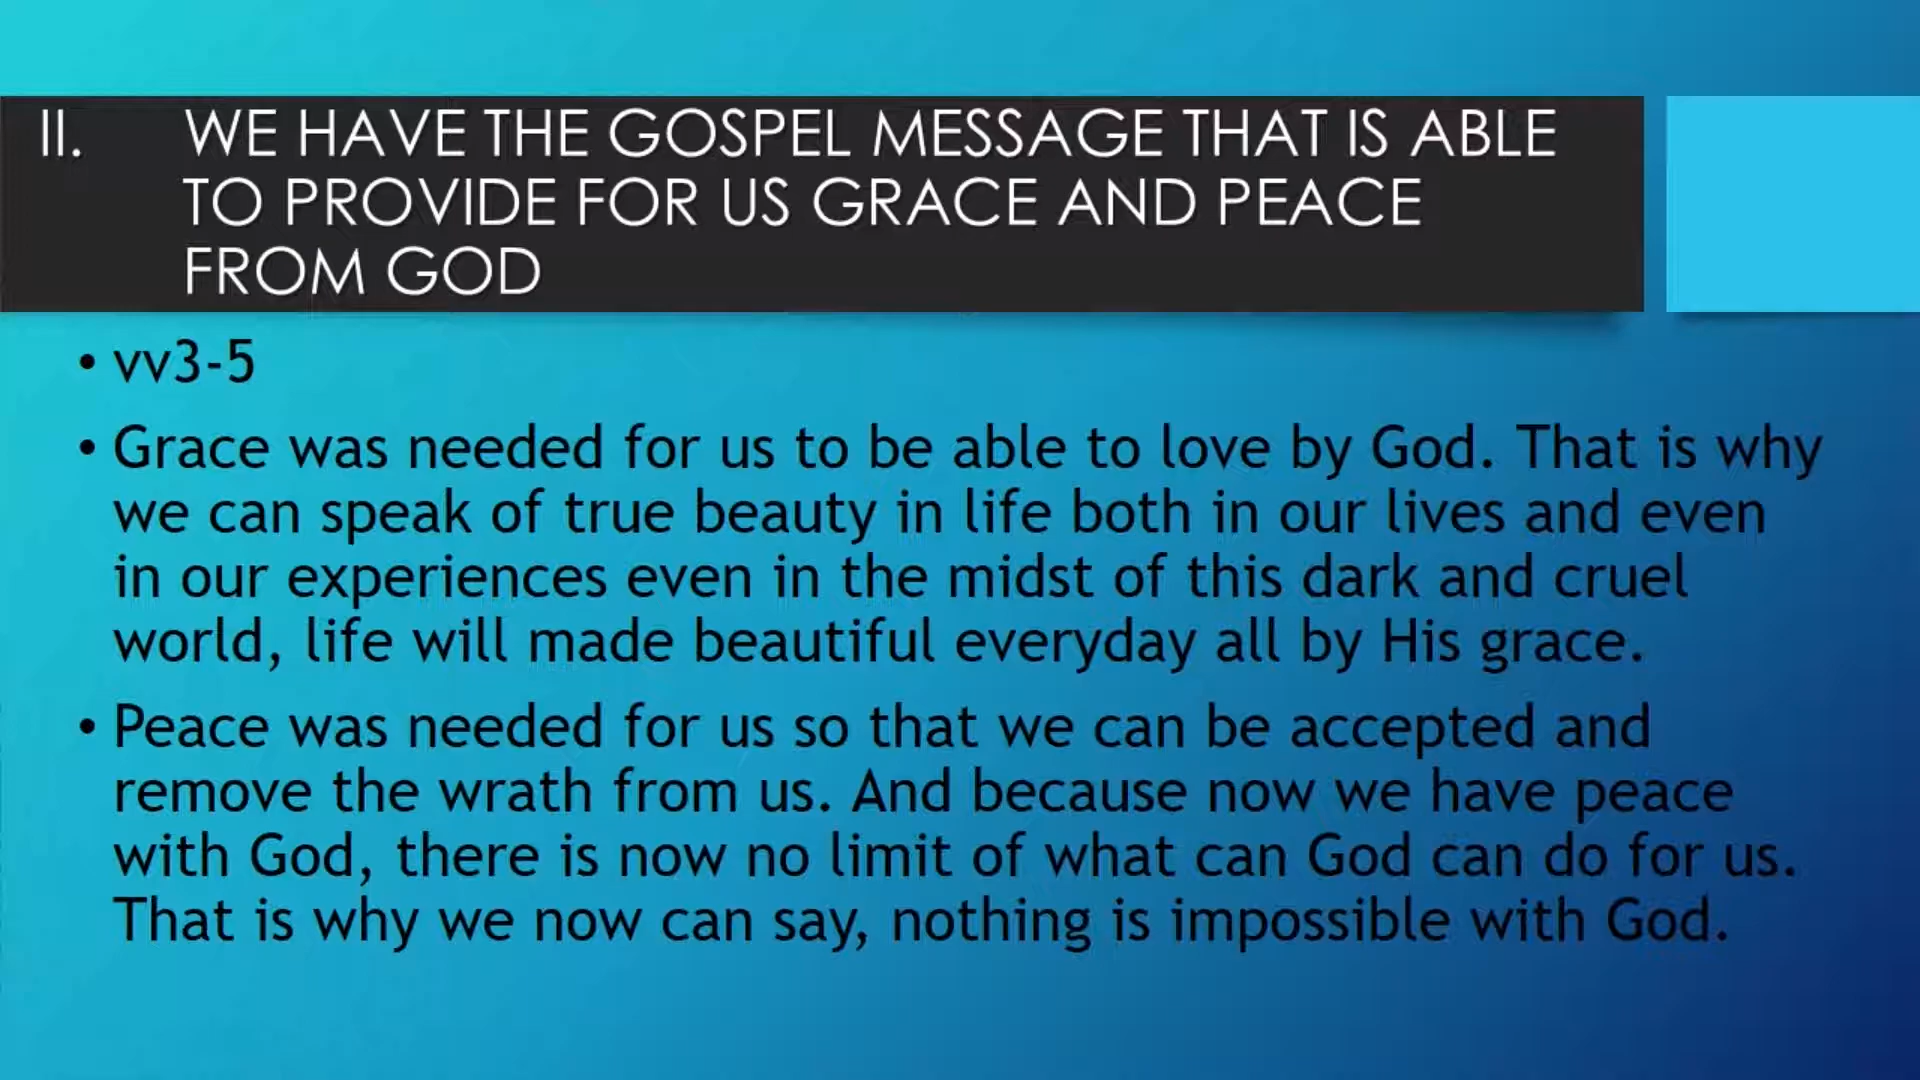 II. WE HAVE THE GOSPEL MESSAGE THAT IS ABLE
TO PROVIDE FOR US GRACE AND PEACE
FROM GOD
• vv3-5
• Grace was needed for us to be able to love by God. That is why
we can speak of true beauty in life both in our lives and even
in our experiences even in the midst of this dark and cruel
world, life will made beautiful everyday all by His grace.
• Peace was needed for us so that we can be accepted and
remove the wrath from us. And because now we have peace
with God, there is now no limit of what can God can do for us.
That is why we now can say, nothing is impossible with God.